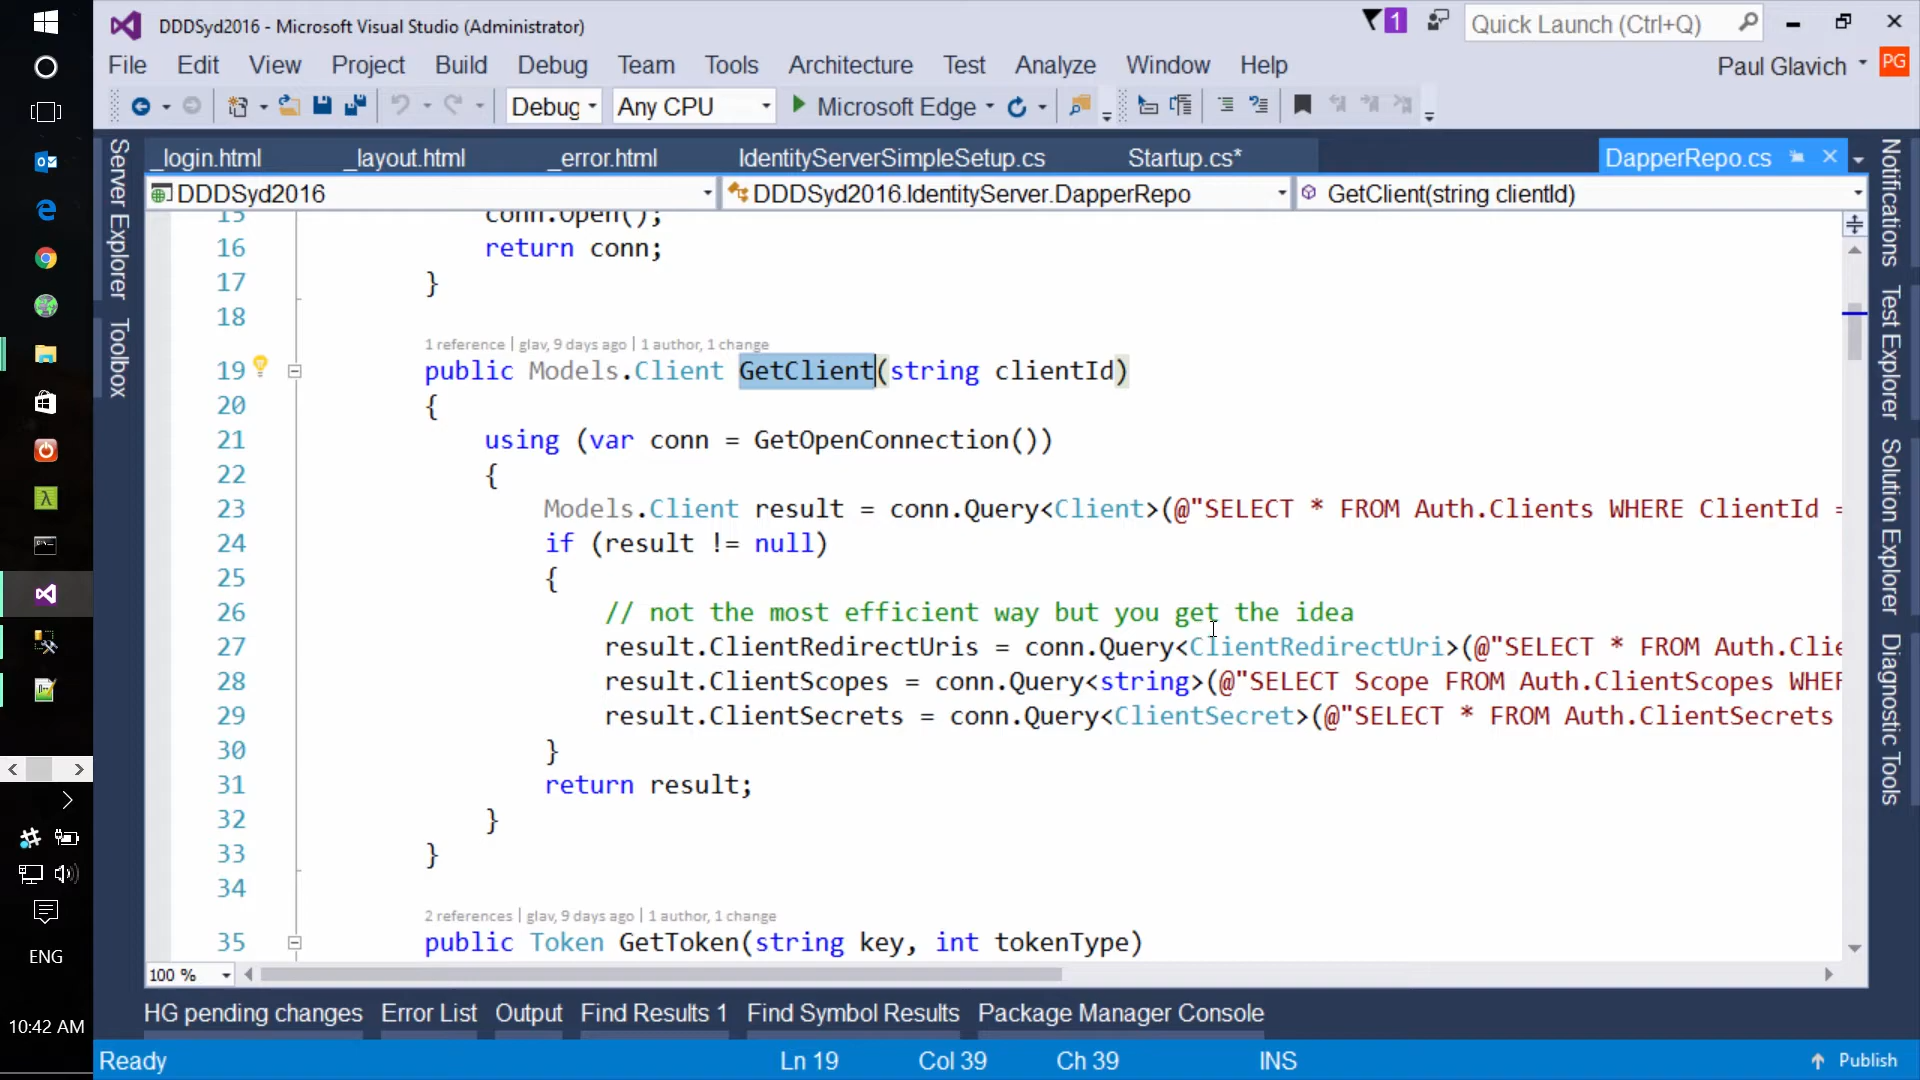 DDDSyd2016 - Microsoft Visual Studio (Administrator)
1
Quick Launch (Ctrl+Q)
File Edit View Project Build Debug Team Tools Architecture Test Analyze Window Help
Paul Glavich
PG
Debug
Any CPU
Microsoft Edge
_login.html _layout.html _error.html IdentityServerSimpleSetup.cs Startup.cs* DapperRepo.cs
DDDSyd2016
DDDSyd2016.IdentityServer.DapperRepo
GetClient(string clientId)
Server Explorer
Toolbox
15 conn.Open();
16 return conn;
17 }
18
1 reference | glav, 9 days ago | 1 author, 1 change
19 public Models.Client GetClient(string clientId)
20 {
21 using (var conn = GetOpenConnection())
22 {
23 Models.Client result = conn.Query<Client>(@"SELECT * FROM Auth.Clients WHERE ClientId =
24 if (result != null)
25 {
26 // not the most efficient way but you get the idea
27 result.ClientRedirectUris = conn.Query<ClientRedirectUri>(@"SELECT * FROM Auth.Clie
28 result.ClientScopes = conn.Query<string>(@"SELECT Scope FROM Auth.ClientScopes WHER
29 result.ClientSecrets = conn.Query<ClientSecret>(@"SELECT * FROM Auth.ClientSecrets
30 }
31 return result;
32 }
33 }
34
2 references | glav, 9 days ago | 1 author, 1 change
35 public Token GetToken(string key, int tokenType)
Notifications
Test Explorer
Solution Explorer
Diagnostic Tools
100 %
HG pending changes Error List Output Find Results 1 Find Symbol Results Package Manager Console
Ready Ln 19 Col 39 Ch 39 INS Publish
ENG
10:42 AM